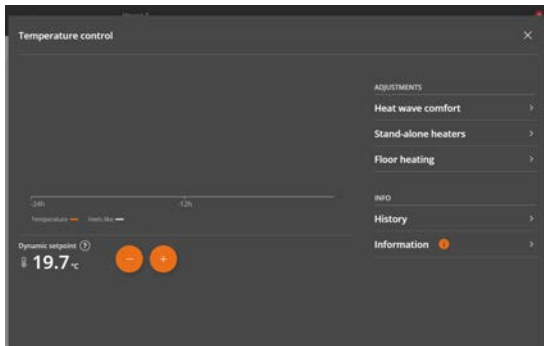 Temperature control
ADJUSTMENTS
Heat wave comfort
Stand-alone heaters
Floor heating
-24h
-12h
Temperature
Feels like
INFO
History
Information
Dynamic setpoint ?
19.7 °C